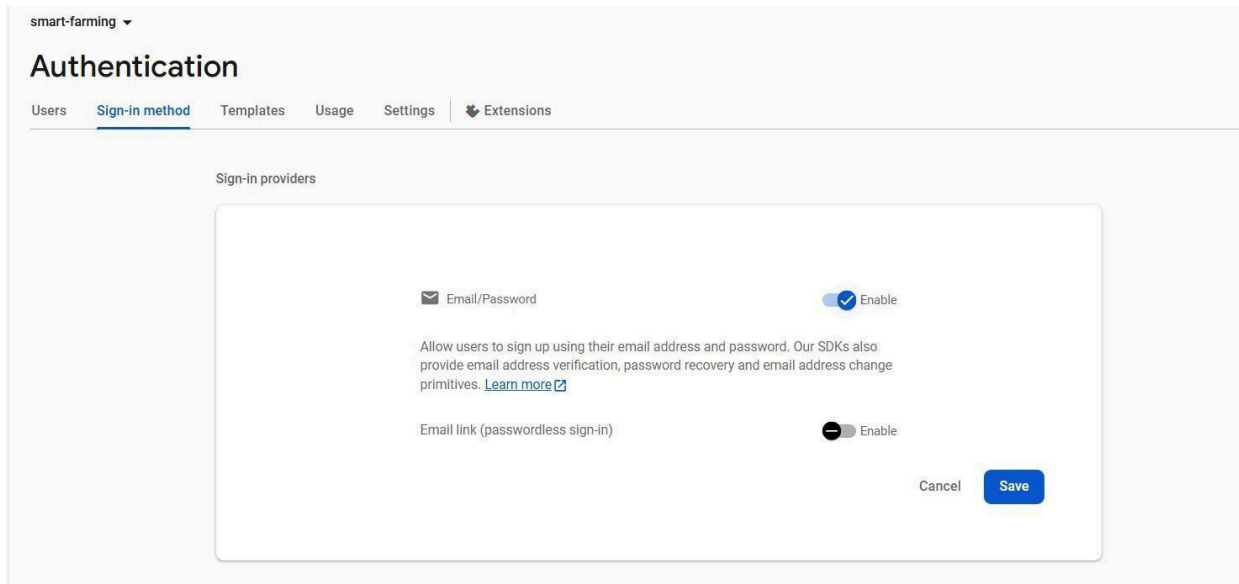 smart-farming
Authentication
Users Sign-in method Templates Usage Settings Extensions
Sign-in providers
Email/Password Enable
Allow users to sign up using their email address and password. Our SDKs also
provide email address verification, password recovery and email address change
primitives. Learn more
Email link (passwordless sign-in) Enable
Cancel Save